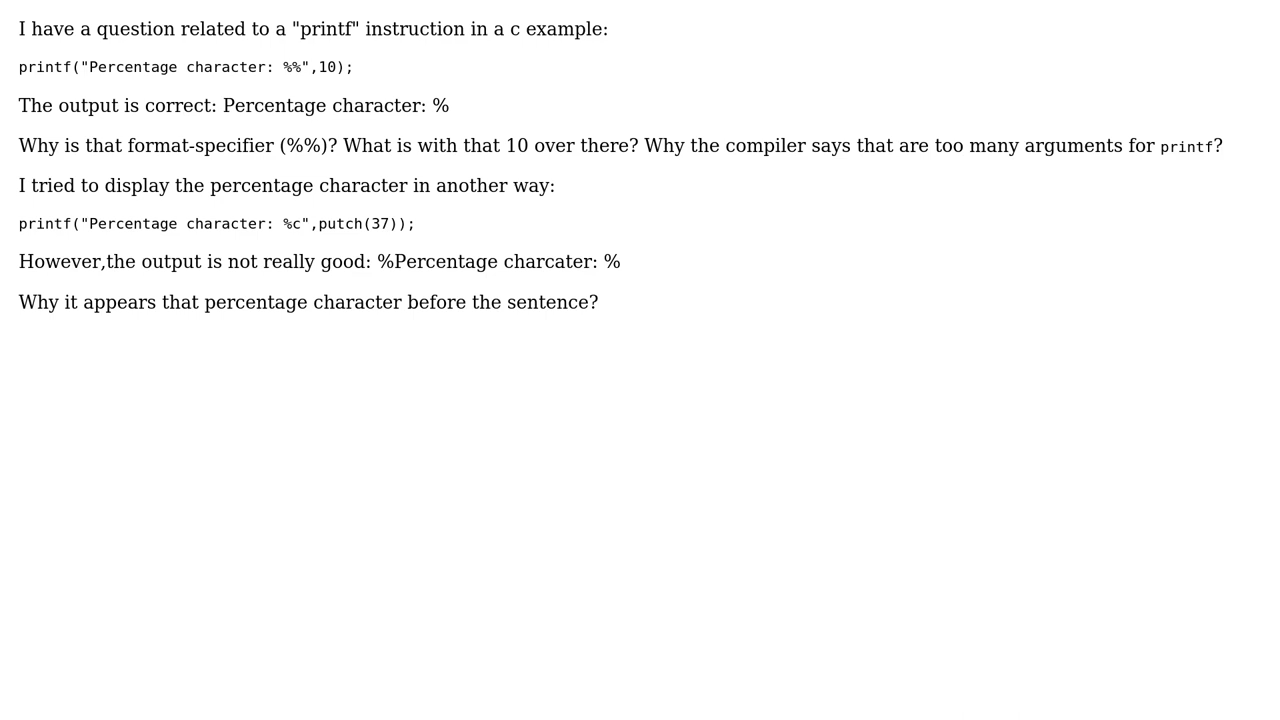 I have a question related to a "printf" instruction in a c example:
printf("Percentage character: %%",10);
The output is correct: Percentage character: %
Why is that format-specifier (%%)? What is with that 10 over there? Why the compiler says that are too many arguments for printf?
I tried to display the percentage character in another way:
printf("Percentage character: %c",putch(37));
However,the output is not really good: %Percentage charcater: %
Why it appears that percentage character before the sentence?